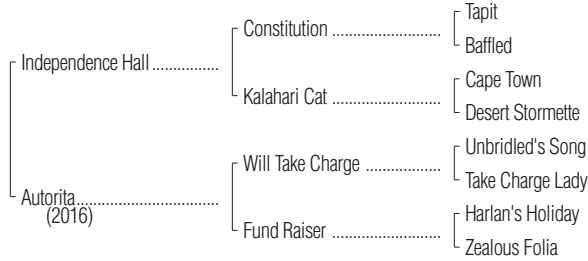 Tapit
Constitution
Baffled
Independence Hall
Cape Town
Kalahari Cat
Desert Stormette
Unbridled's Song
Will Take Charge
Take Charge Lady
Autorita
(2016)
Harlan's Holiday
Fund Raiser
Zealous Folia